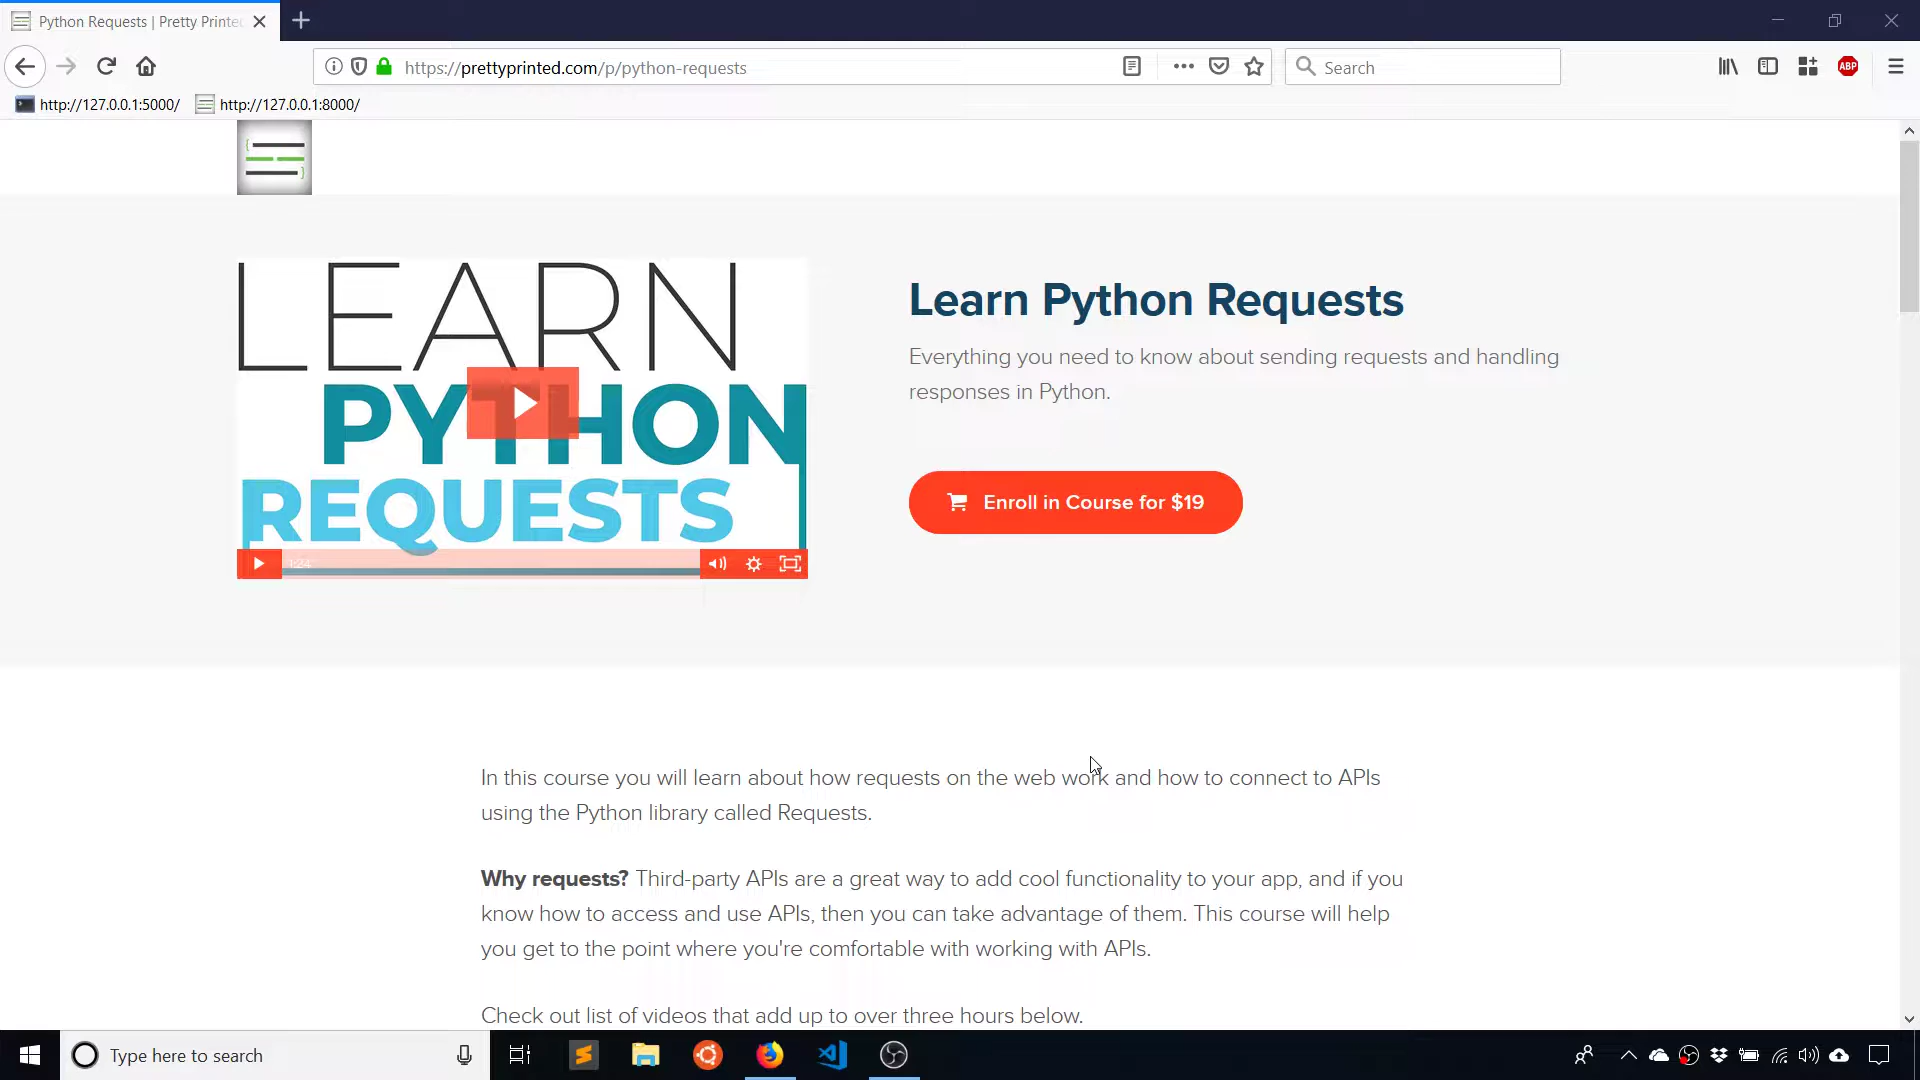 Python Requests | Pretty Printed
https://prettyprinted.com/p/python-requests
Search
ABP
http://127.0.0.1:5000/
http://127.0.0.1:8000/
LEARN
PYTHON
REQUESTS
1:24
Learn Python Requests
Everything you need to know about sending requests and handling
responses in Python.
Enroll in Course for $19
In this course you will learn about how requests on the web work and how to connect to APIs
using the Python library called Requests.
Why requests? Third-party APIs are a great way to add cool functionality to your app, and if you
know how to access and use APIs, then you can take advantage of them. This course will help
you get to the point where you're comfortable with working with APIs.
Check out list of videos that add up to over three hours below.
Type here to search